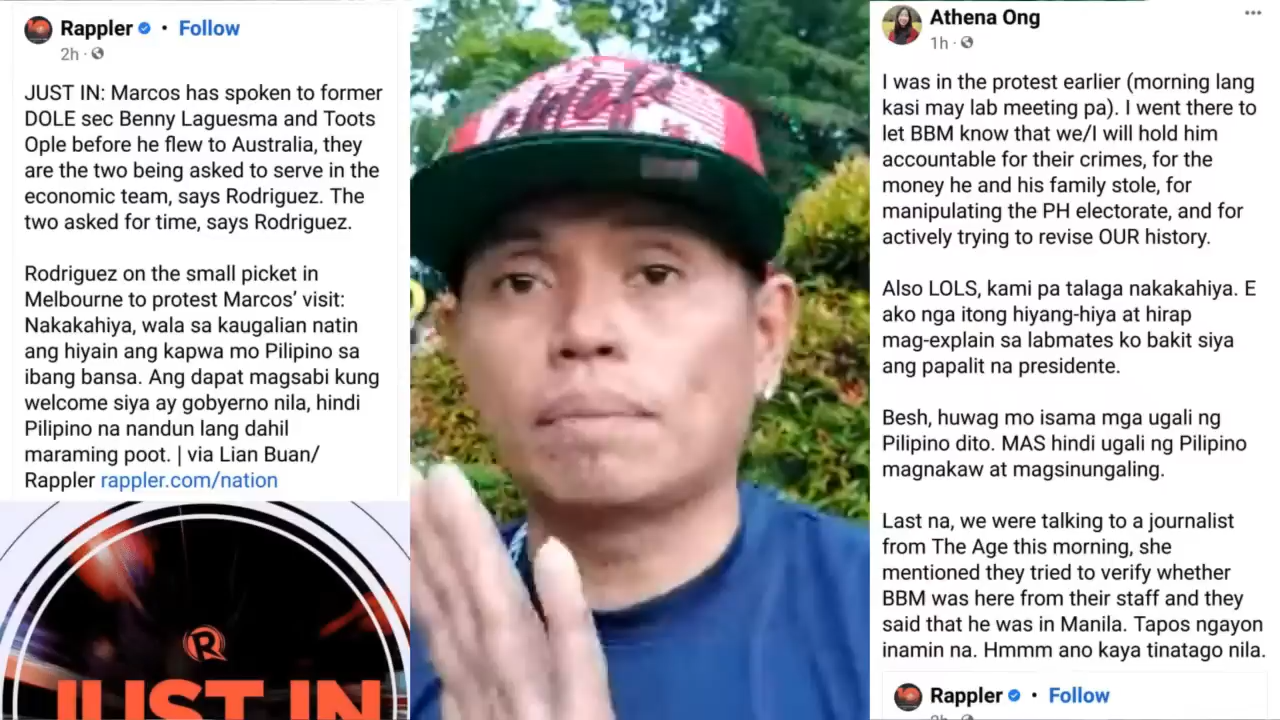 Rappler • Follow
2h
JUST IN: Marcos has spoken to former
DOLE sec Benny Laguesma and Toots
Ople before he flew to Australia, they
are the two being asked to serve in the
economic team, says Rodriguez. The
two asked for time, says Rodriguez.
Rodriguez on the small picket in
Melbourne to protest Marcos’ visit:
Nakakahiya, wala sa kaugalian natin
ang hiyain ang kapwa mo Pilipino sa
ibang bansa. Ang dapat magsabi kung
welcome siya ay gobyerno nila, hindi
Pilipino na nandun lang dahil
maraming poot. | via Lian Buan/
Rappler rappler.com/nation
R
JUST IN
Athena Ong
1h
I was in the protest earlier (morning lang
kasi may lab meeting pa). I went there to
let BBM know that we/I will hold him
accountable for their crimes, for the
money he and his family stole, for
manipulating the PH electorate, and for
actively trying to revise OUR history.
Also LOLS, kami pa talaga nakakahiya. E
ako nga itong hiyang-hiya at hirap
mag-explain sa labmates ko bakit siya
ang papalit na presidente.
Besh, huwag mo isama mga ugali ng
Pilipino dito. MAS hindi ugali ng Pilipino
magnakaw at magsinungaling.
Last na, we were talking to a journalist
from The Age this morning, she
mentioned they tried to verify whether
BBM was here from their staff and they
said that he was in Manila. Tapos ngayon
inamin na. Hmmm ano kaya tinatago nila.
Rappler • Follow